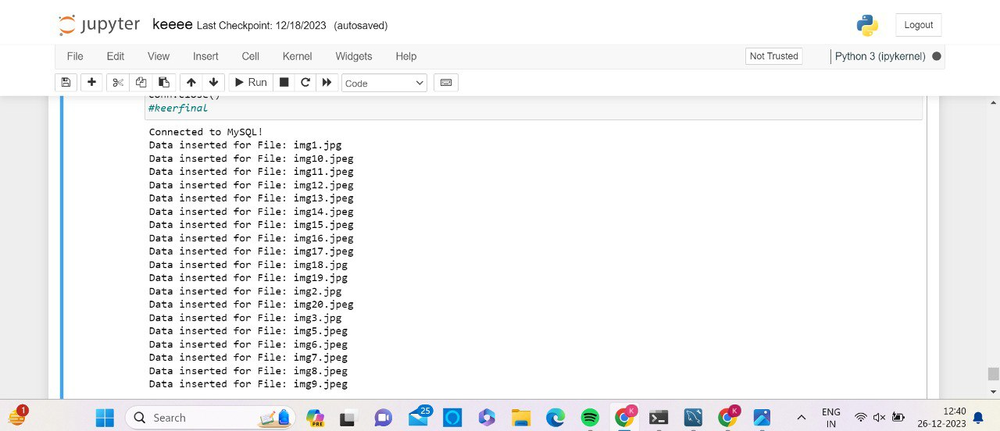 jupyter keeee Last Checkpoint: 12/18/2023 (autosaved)
Logout
File Edit View Insert Cell Kernel Widgets Help
Not Trusted Python 3 (ipykernel)
Run Code
conn.close()
#keerfinal
Connected to MySQL!
Data inserted for File: img1.jpg
Data inserted for File: img10.jpeg
Data inserted for File: img11.jpeg
Data inserted for File: img12.jpeg
Data inserted for File: img13.jpeg
Data inserted for File: img14.jpeg
Data inserted for File: img15.jpeg
Data inserted for File: img16.jpeg
Data inserted for File: img17.jpeg
Data inserted for File: img18.jpg
Data inserted for File: img19.jpg
Data inserted for File: img2.jpg
Data inserted for File: img20.jpeg
Data inserted for File: img3.jpg
Data inserted for File: img5.jpeg
Data inserted for File: img6.jpeg
Data inserted for File: img7.jpeg
Data inserted for File: img8.jpeg
Data inserted for File: img9.jpeg
1
Search
PRE
25
K
K
ENG
IN
12:40
26-12-2023